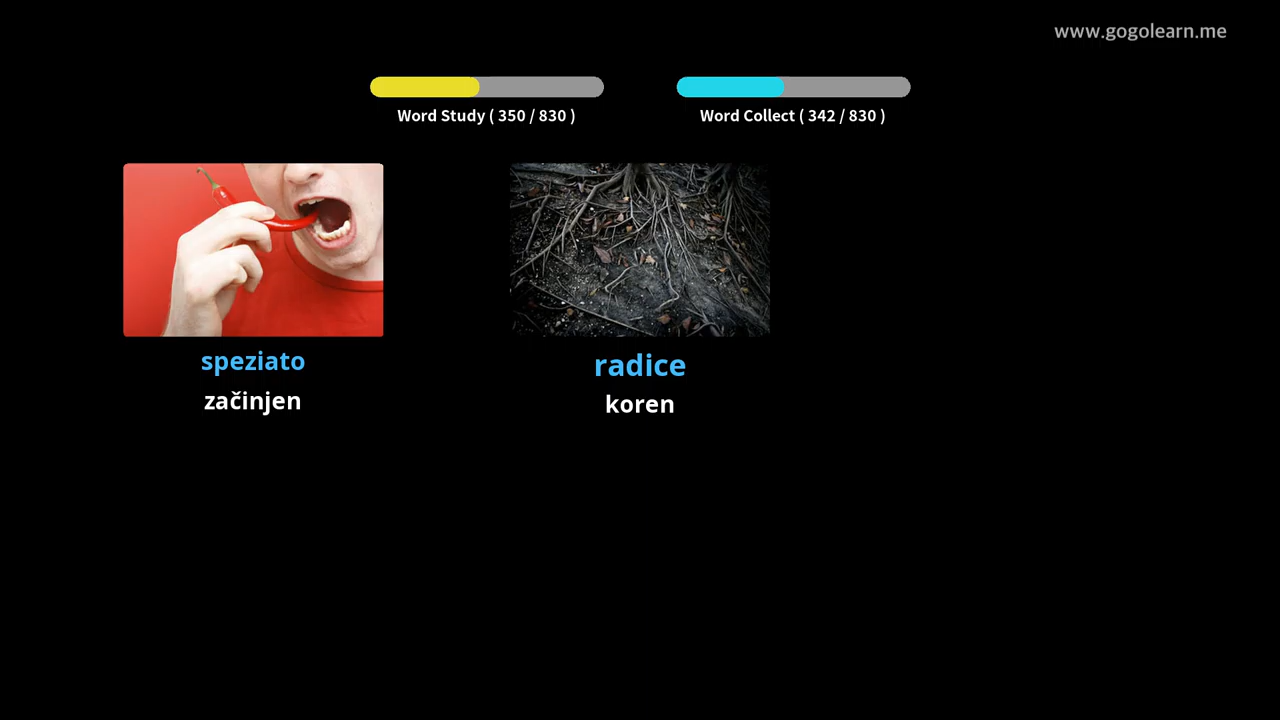 www.gogolearn.me
Word Study ( 350 / 830 )
Word Collect ( 342 / 830 )
speziato
začinjen
radice
koren